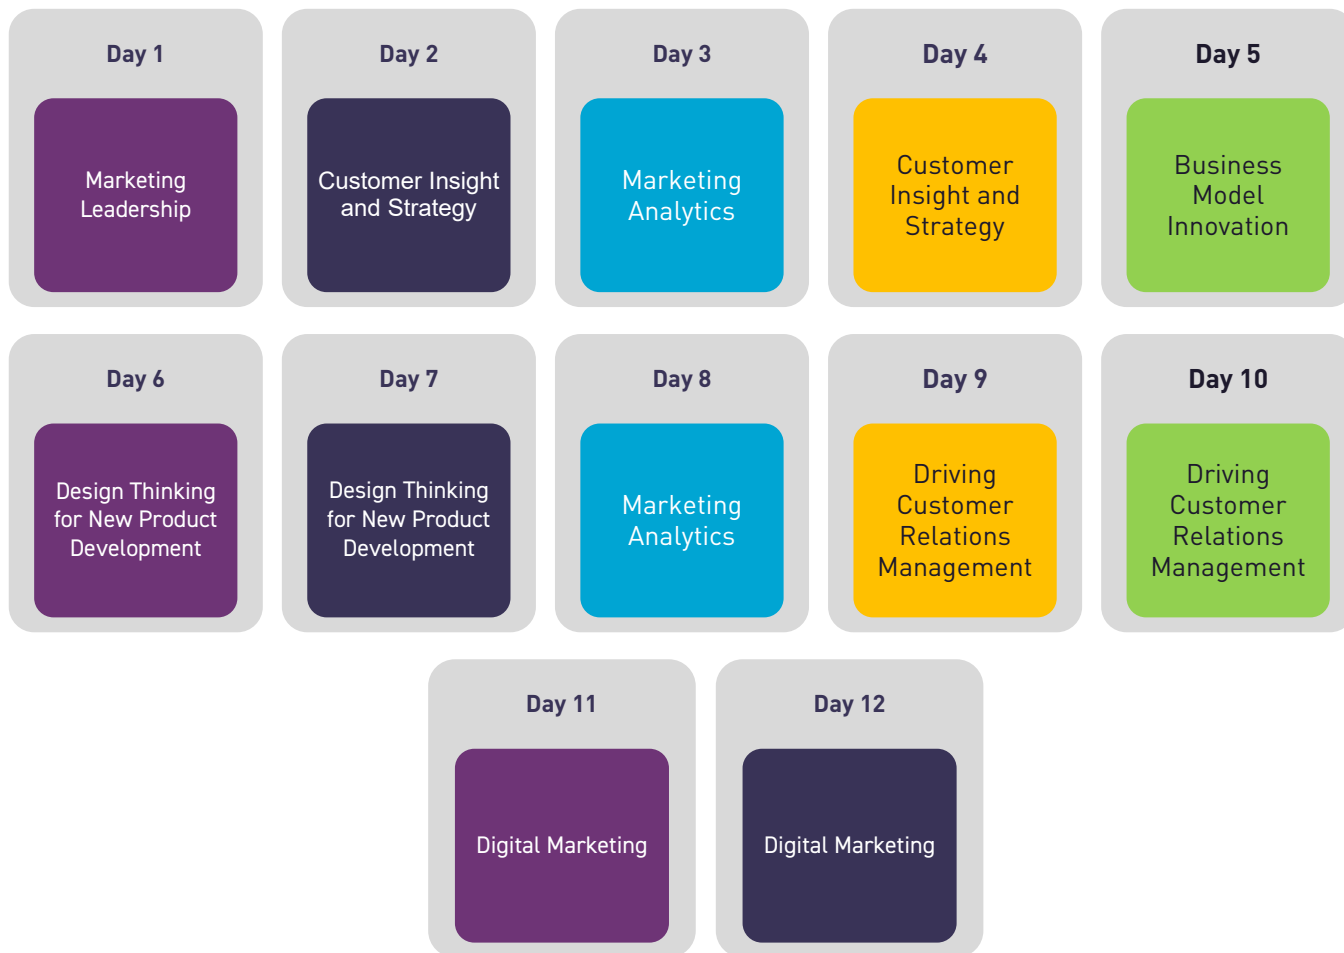 Day 1
Marketing
Leadership
Day 2
Customer Insight
and Strategy
Day 3
Marketing
Analytics
Day 4
Customer
Insight and
Strategy
Day 5
Business
Model
Innovation
Day 6
Design Thinking
for New Product
Development
Day 7
Design Thinking
for New Product
Development
Day 8
Marketing
Analytics
Day 9
Driving
Customer
Relations
Management
Day 10
Driving
Customer
Relations
Management
Day 11
Digital Marketing
Day 12
Digital Marketing